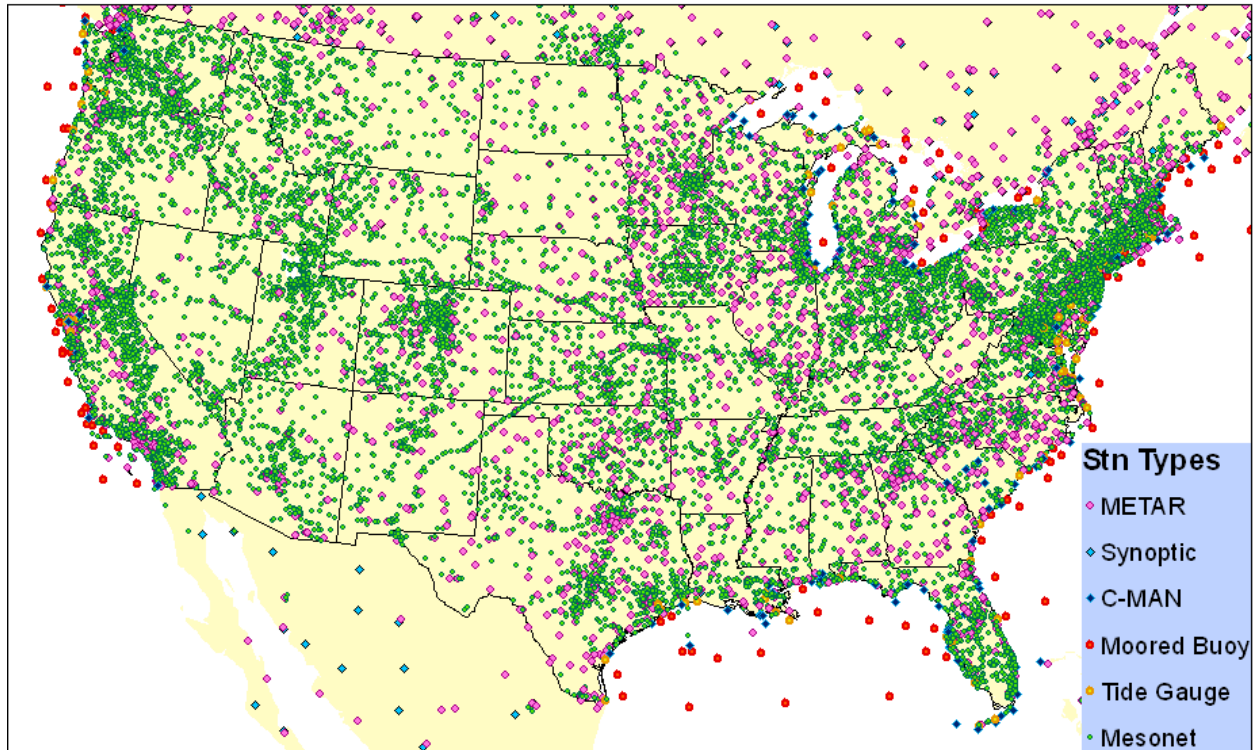 Stn Types
METAR
Synoptic
C-MAN
Moored Buoy
Tide Gauge
Mesonet